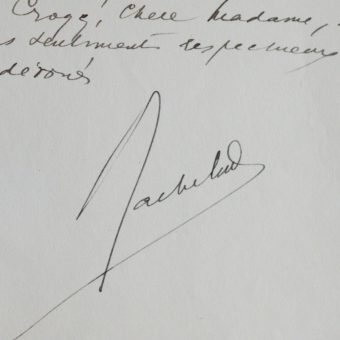 Croyez, chère Madame,
sentiments respectueux
dévoués
Bachelard